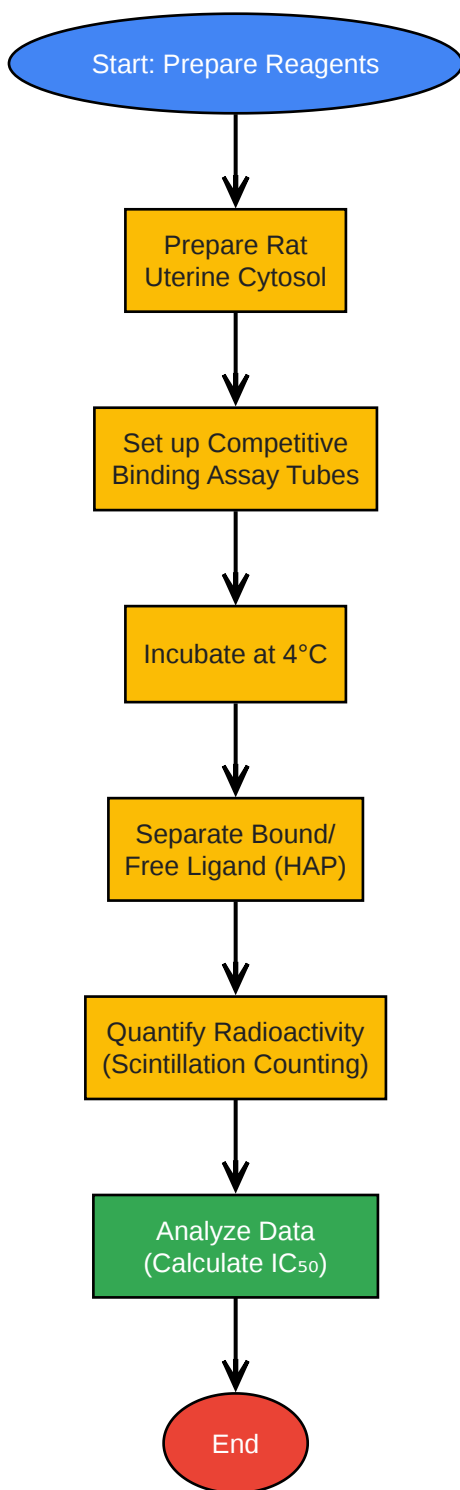 Start: Prepare Reagents
Prepare Rat
Uterine Cytosol
Set up Competitive
Binding Assay Tubes
Incubate at 4°C
Separate Bound/
Free Ligand (HAP)
Quantify Radioactivity
(Scintillation Counting)
Analyze Data
(Calculate IC₅₀)
End